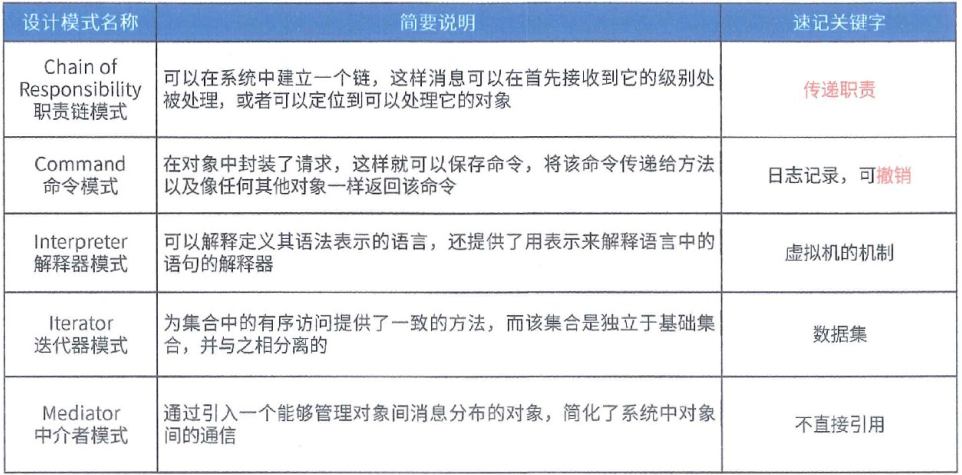 设计模式名称 简要说明 速记关键字
Chain of
Responsibility
职责链模式
可以在系统中建立一个链，这样消息可以在首先接收到它的级别处
被处理，或者可以定位到可以处理它的对象
传递职责
Command
命令模式
在对象中封装了请求，这样就可以保存命令，将该命令传递给方法
以及像任何其他对象一样返回该命令
日志记录，可撤销
Interpreter
解释器模式
可以解释定义其语法表示的语言，还提供了用表示来解释语言中的
语句的解释器
虚拟机的机制
Iterator
迭代器模式
为集合中的有序访问提供了一致的方法，而该集合是独立于基础集
合，并与之相分离的
数据集
Mediator
中介者模式
通过引入一个能够管理对象间消息分布的对象，简化了系统中对象
间的通信
不直接引用